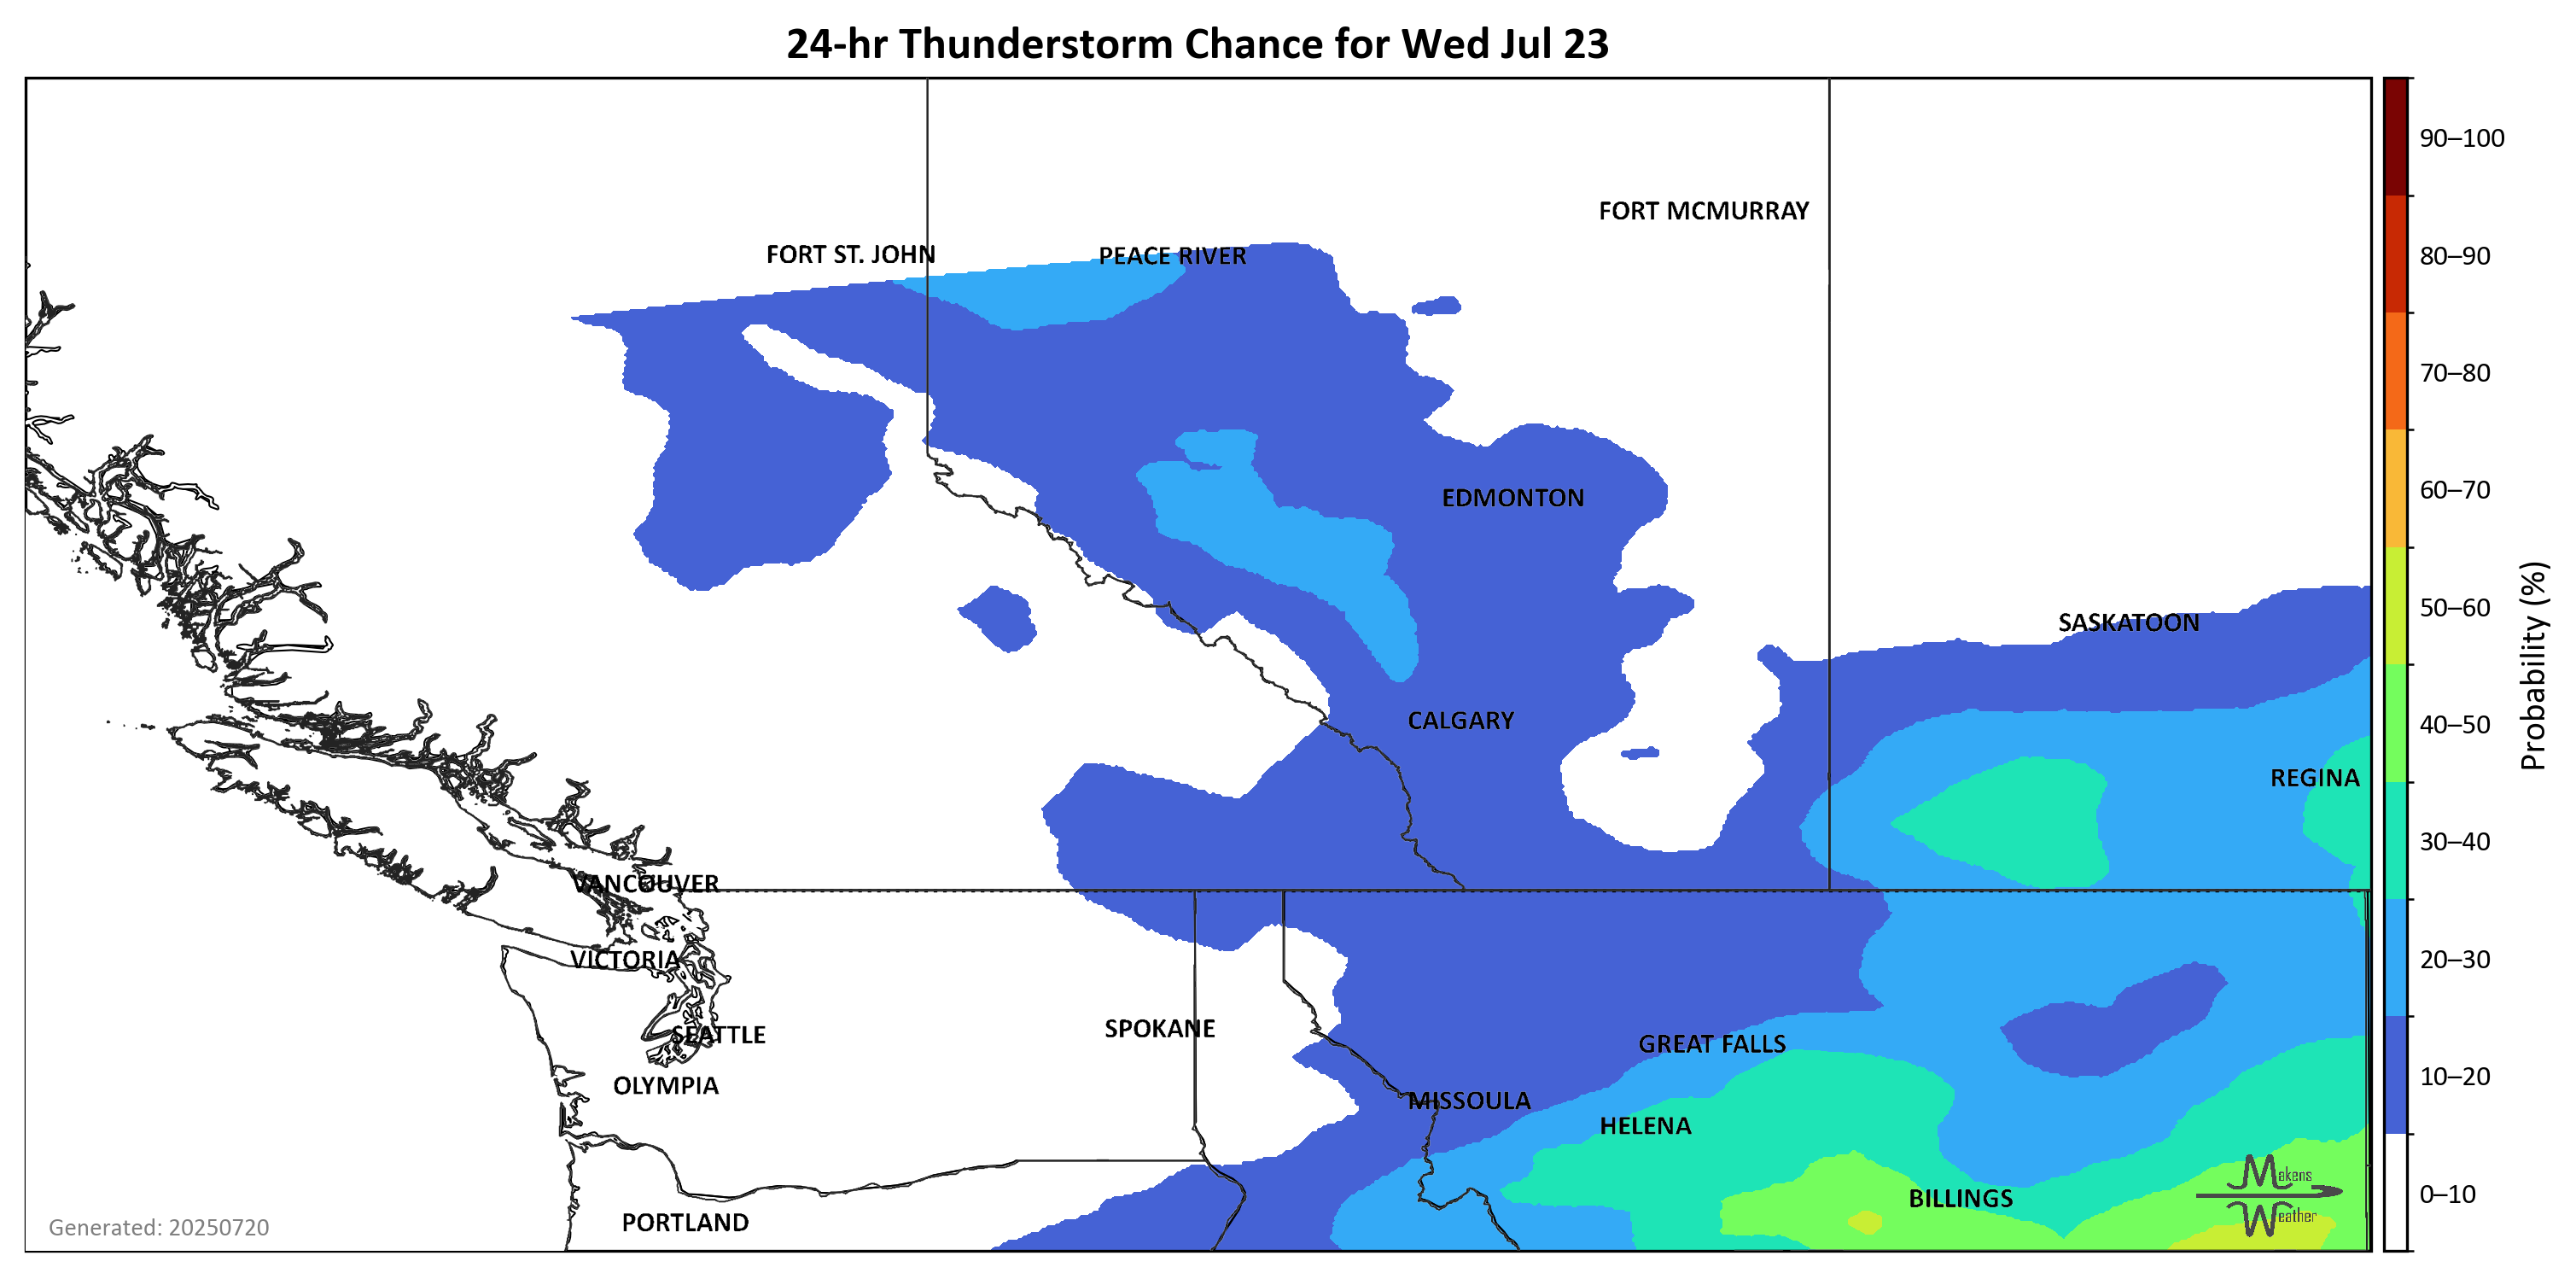 24-hr Thunderstorm Chance for Wed Jul 23
90–100
FORT MCMURRAY
FORT ST. JOHN
PEACE RIVER
80–90
70–80
60–70
EDMONTON
50–60
SASKATOON
Probability (%)
CALGARY
40–50
REGINA
30–40
VANCOUVER
VICTORIA
20–30
SPOKANE
SEATTLE
GREAT FALLS
OLYMPIA
10–20
MISSOULA
HELENA
Makens
0–10
BILLINGS
Weather
PORTLAND
Generated: 20250720